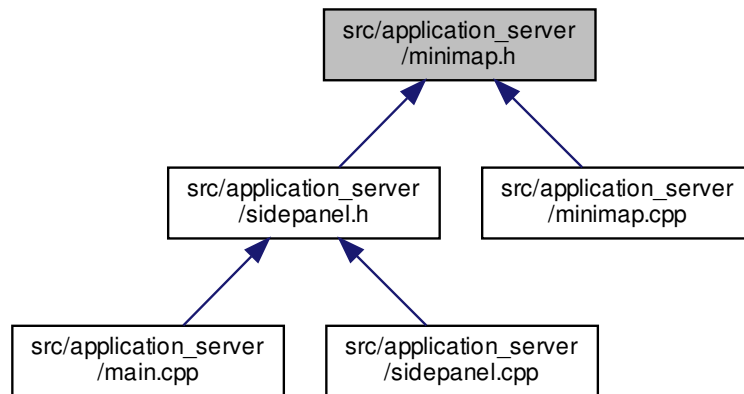 src/application_server
/minimap.h
src/application_server
/sidepanel.h
src/application_server
/minimap.cpp
src/application_server
/main.cpp
src/application_server
/sidepanel.cpp